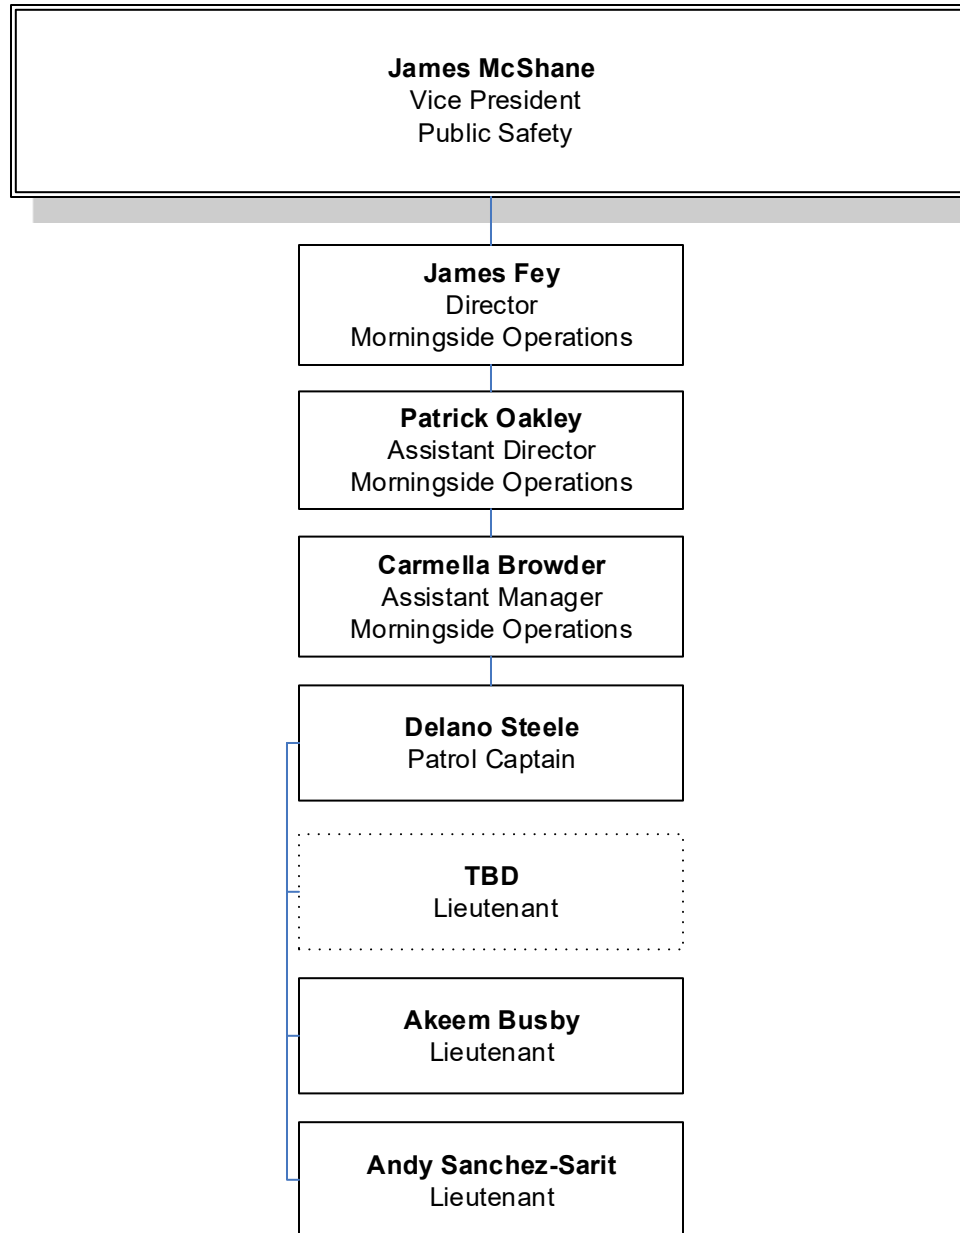 James McShane
Vice President
Public Safety
James Fey
Director
Morningside Operations
Patrick Oakley
Assistant Director
Morningside Operations
Carmella Browder
Assistant Manager
Morningside Operations
Delano Steele
Patrol Captain
TBD
Lieutenant
Akeem Busby
Lieutenant
Andy Sanchez-Sarit
Lieutenant